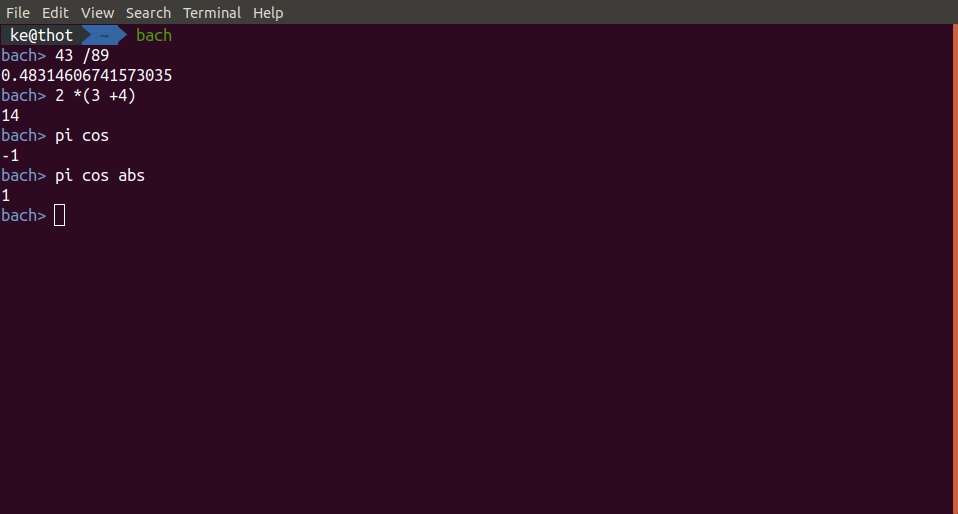 File Edit View Search Terminal Help
ke@thot ~ bach
bach> 43 /89
0.48314606741573035
bach> 2 *(3 +4)
14
bach> pi cos
-1
bach> pi cos abs
1
bach>